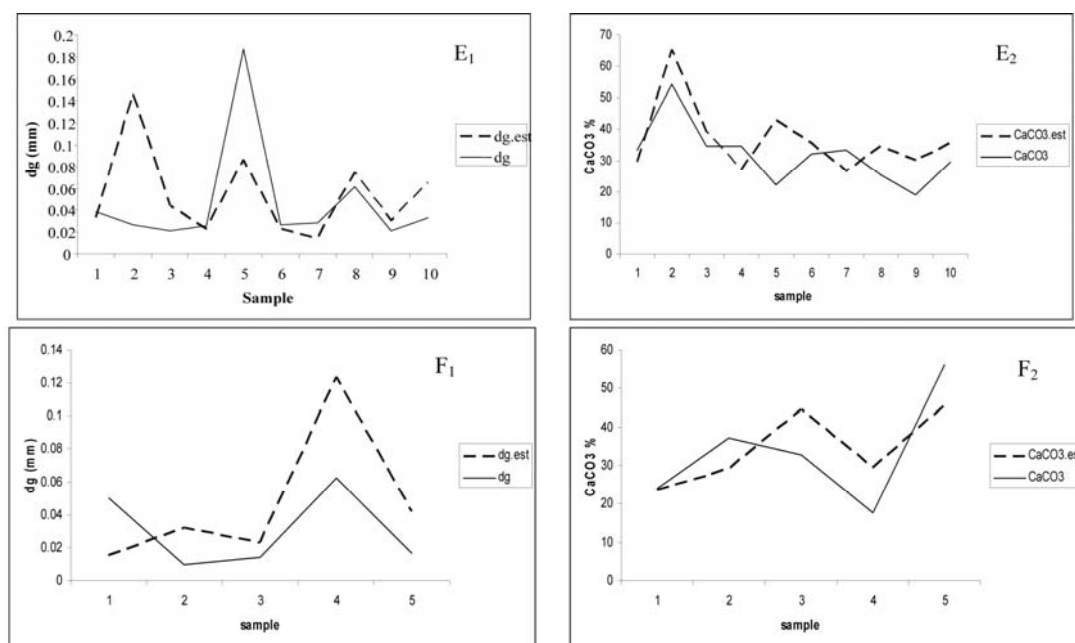 E1
dg (mm)
0.2
0.18
0.16
0.14
0.12
0.1
0.08
0.06
0.04
0.02
0
1 2 3 4 5 6 7 8 9 10
Sample
dg.est
dg
E2
CaCO3 %
70
60
50
40
30
20
10
0
1 2 3 4 5 6 7 8 9 10
sample
CaCO3.est
CaCO3
F1
dg (mm)
0.14
0.12
0.1
0.08
0.06
0.04
0.02
0
1 2 3 4 5
sample
dg.est
dg
F2
CaCO3 %
60
50
40
30
20
10
0
1 2 3 4 5
sample
CaCO3.es
CaCO3